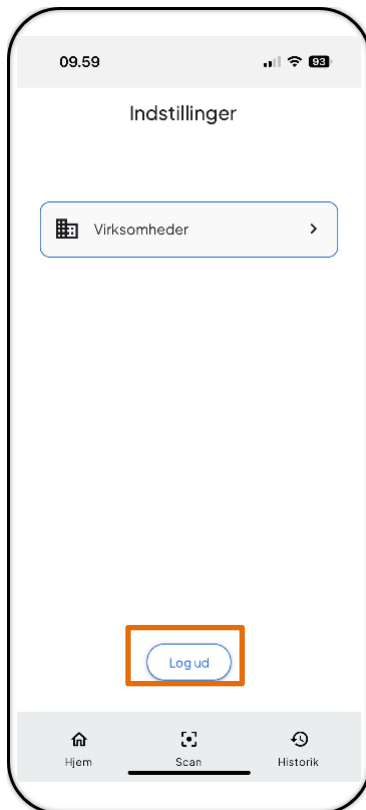 09.59 93
Indstillinger
Virksomheder
Log ud
Hjem Scan Historik